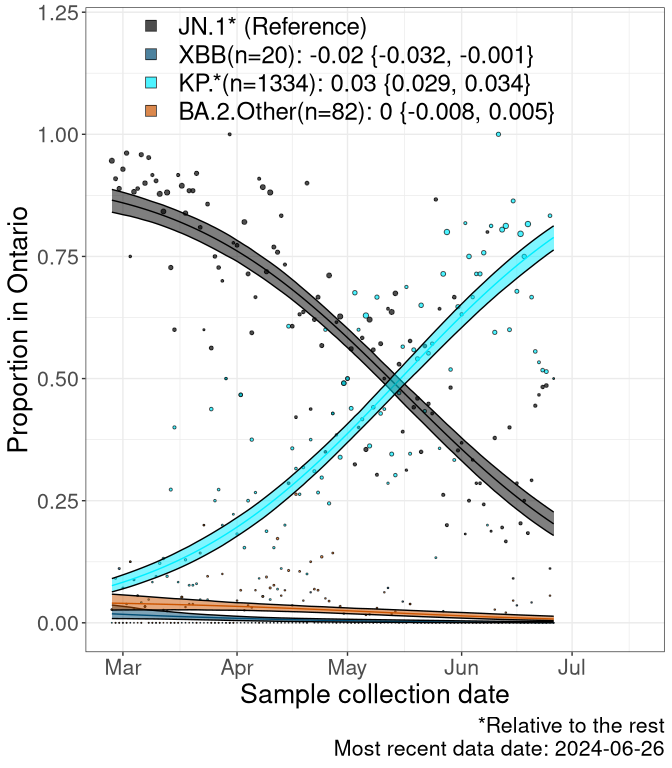 JN.1* (Reference)
XBB(n=20): -0.02 {-0.032, -0.001}
KP.*(n=1334): 0.03 {0.029, 0.034}
BA.2.Other(n=82): 0 {-0.008, 0.005}
1.25
1.00
0.75
0.50
0.25
0.00
Proportion in Ontario
Mar Apr May Jun Jul
Sample collection date
*Relative to the rest
Most recent data date: 2024-06-26